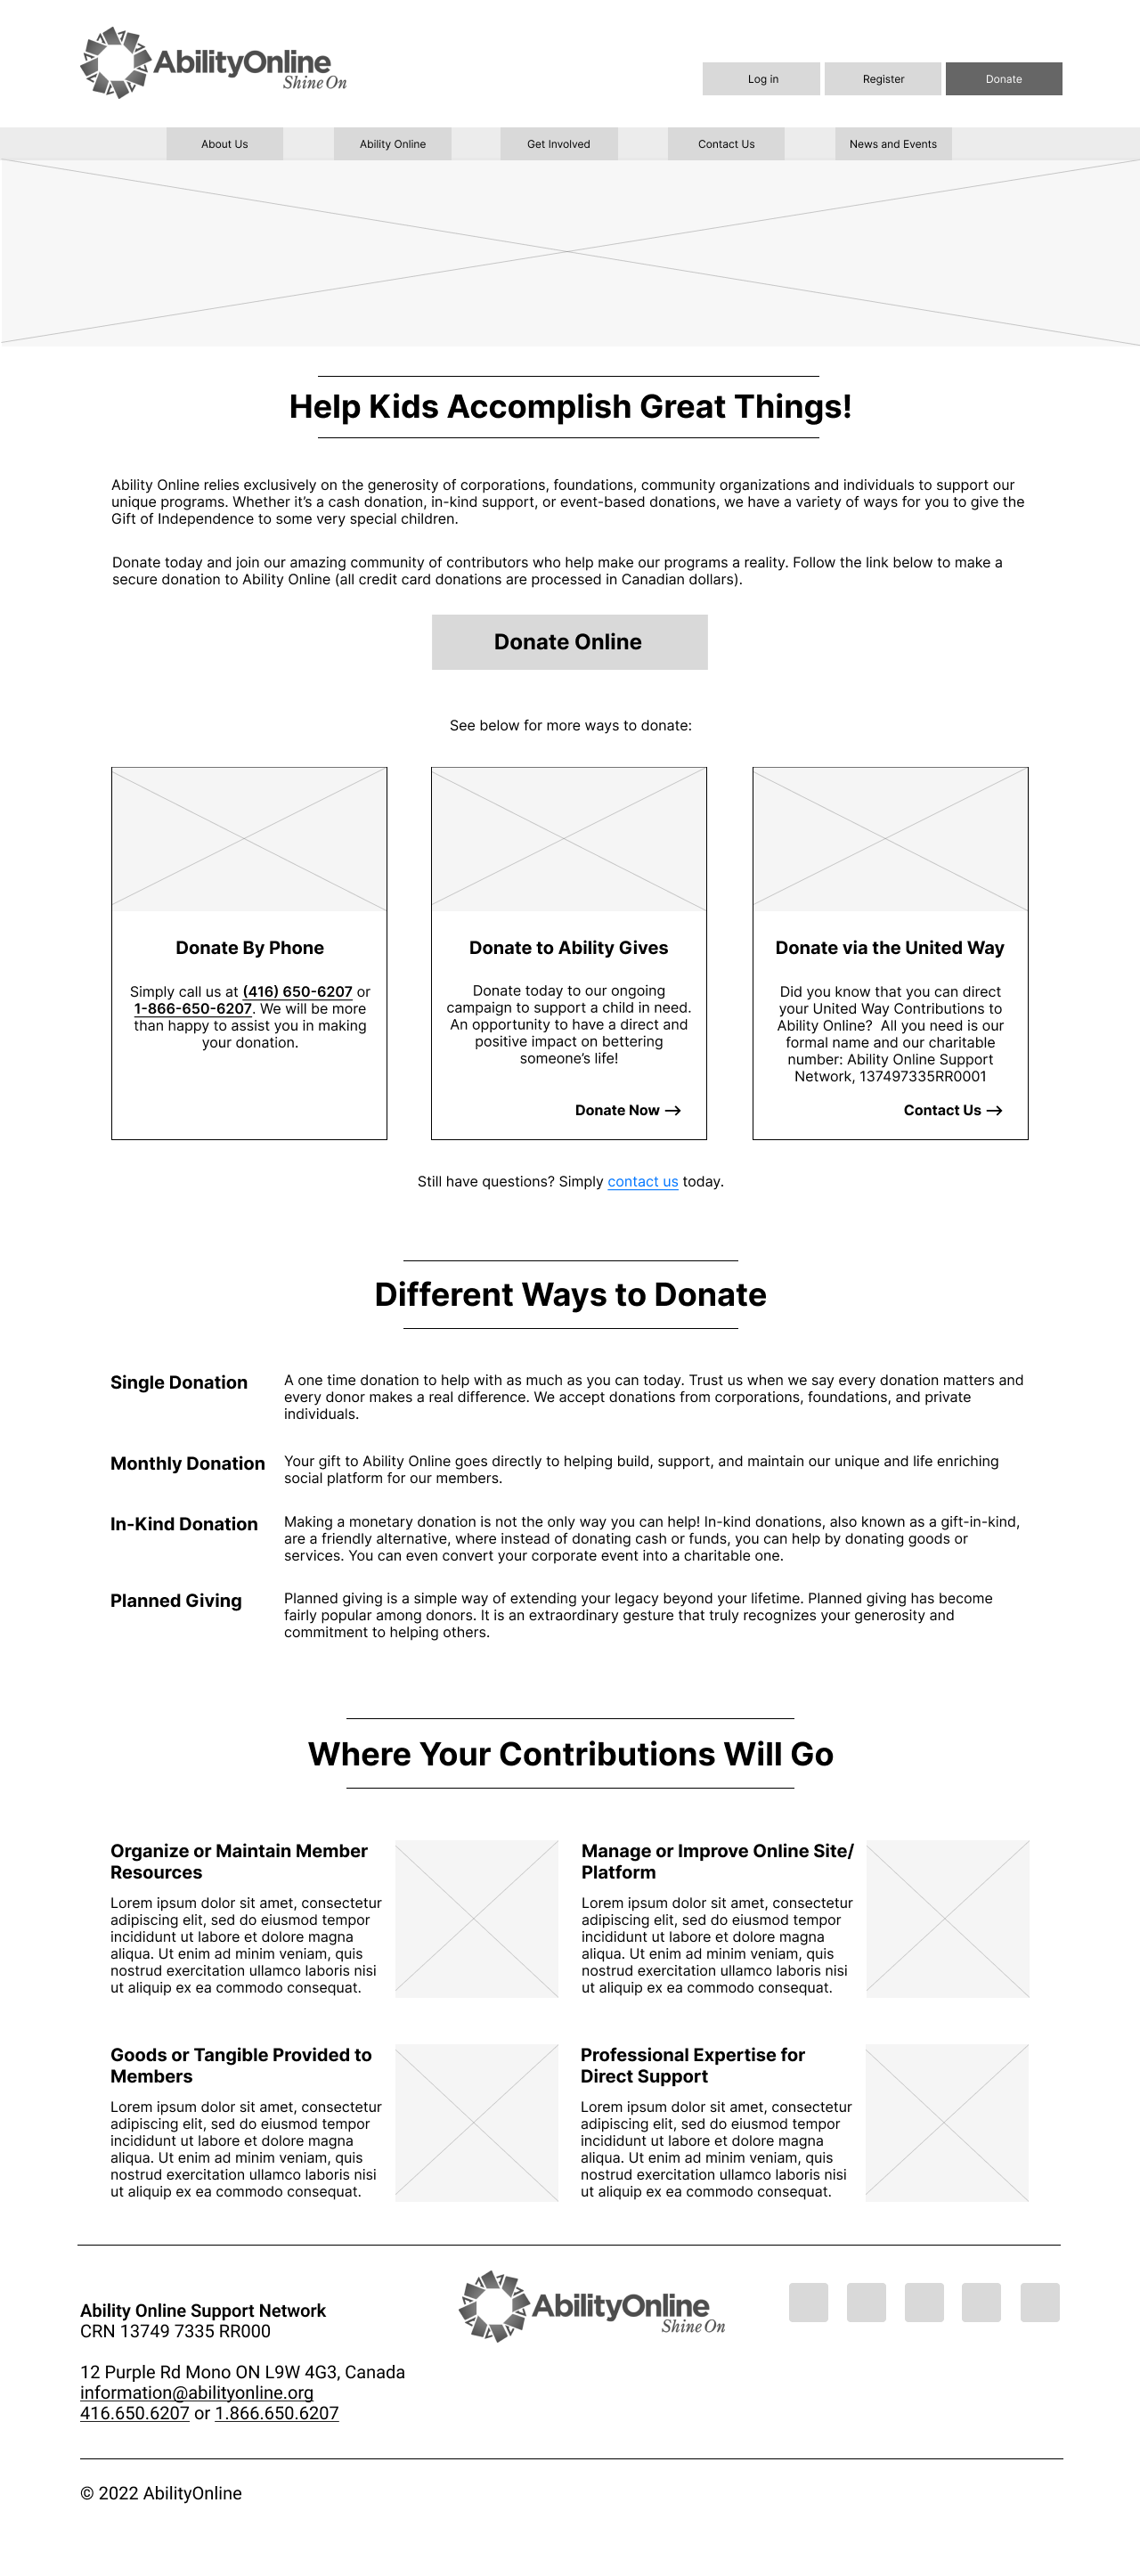 AbilityOnline
Shine On
Log in
Register
Donate
About Us
Ability Online
Get Involved
Contact Us
News and Events
Help Kids Accomplish Great Things!
Ability Online relies exclusively on the generosity of corporations, foundations, community organizations and individuals to support our
unique programs. Whether it’s a cash donation, in-kind support, or event-based donations, we have a variety of ways for you to give the
Gift of Independence to some very special children.
Donate today and join our amazing community of contributors who help make our programs a reality. Follow the link below to make a
secure donation to Ability Online (all credit card donations are processed in Canadian dollars).
Donate Online
See below for more ways to donate:
Donate By Phone
Simply call us at (416) 650-6207 or
1-866-650-6207. We will be more
than happy to assist you in making
your donation.
Donate to Ability Gives
Donate today to our ongoing
campaign to support a child in need.
An opportunity to have a direct and
positive impact on bettering
someone’s life!
Donate Now →
Donate via the United Way
Did you know that you can direct
your United Way Contributions to
Ability Online?  All you need is our
formal name and our charitable
number: Ability Online Support
Network, 137497335RR0001
Contact Us →
Still have questions? Simply contact us today.
Different Ways to Donate
Single Donation
A one time donation to help with as much as you can today. Trust us when we say every donation matters and
every donor makes a real difference. We accept donations from corporations, foundations, and private
individuals.
Monthly Donation
Your gift to Ability Online goes directly to helping build, support, and maintain our unique and life enriching
social platform for our members.
In-Kind Donation
Making a monetary donation is not the only way you can help! In-kind donations, also known as a gift-in-kind,
are a friendly alternative, where instead of donating cash or funds, you can help by donating goods or
services. You can even convert your corporate event into a charitable one.
Planned Giving
Planned giving is a simple way of extending your legacy beyond your lifetime. Planned giving has become
fairly popular among donors. It is an extraordinary gesture that truly recognizes your generosity and
commitment to helping others.
Where Your Contributions Will Go
Organize or Maintain Member
Resources
Lorem ipsum dolor sit amet, consectetur
adipiscing elit, sed do eiusmod tempor
incididunt ut labore et dolore magna
aliqua. Ut enim ad minim veniam, quis
nostrud exercitation ullamco laboris nisi
ut aliquip ex ea commodo consequat.
Manage or Improve Online Site/
Platform
Lorem ipsum dolor sit amet, consectetur
adipiscing elit, sed do eiusmod tempor
incididunt ut labore et dolore magna
aliqua. Ut enim ad minim veniam, quis
nostrud exercitation ullamco laboris nisi
ut aliquip ex ea commodo consequat.
Goods or Tangible Provided to
Members
Lorem ipsum dolor sit amet, consectetur
adipiscing elit, sed do eiusmod tempor
incididunt ut labore et dolore magna
aliqua. Ut enim ad minim veniam, quis
nostrud exercitation ullamco laboris nisi
ut aliquip ex ea commodo consequat.
Professional Expertise for
Direct Support
Lorem ipsum dolor sit amet, consectetur
adipiscing elit, sed do eiusmod tempor
incididunt ut labore et dolore magna
aliqua. Ut enim ad minim veniam, quis
nostrud exercitation ullamco laboris nisi
ut aliquip ex ea commodo consequat.
Ability Online Support Network
CRN 13749 7335 RR000
12 Purple Rd Mono ON L9W 4G3, Canada
information@abilityonline.org
416.650.6207 or 1.866.650.6207
AbilityOnline
Shine On
© 2022 AbilityOnline